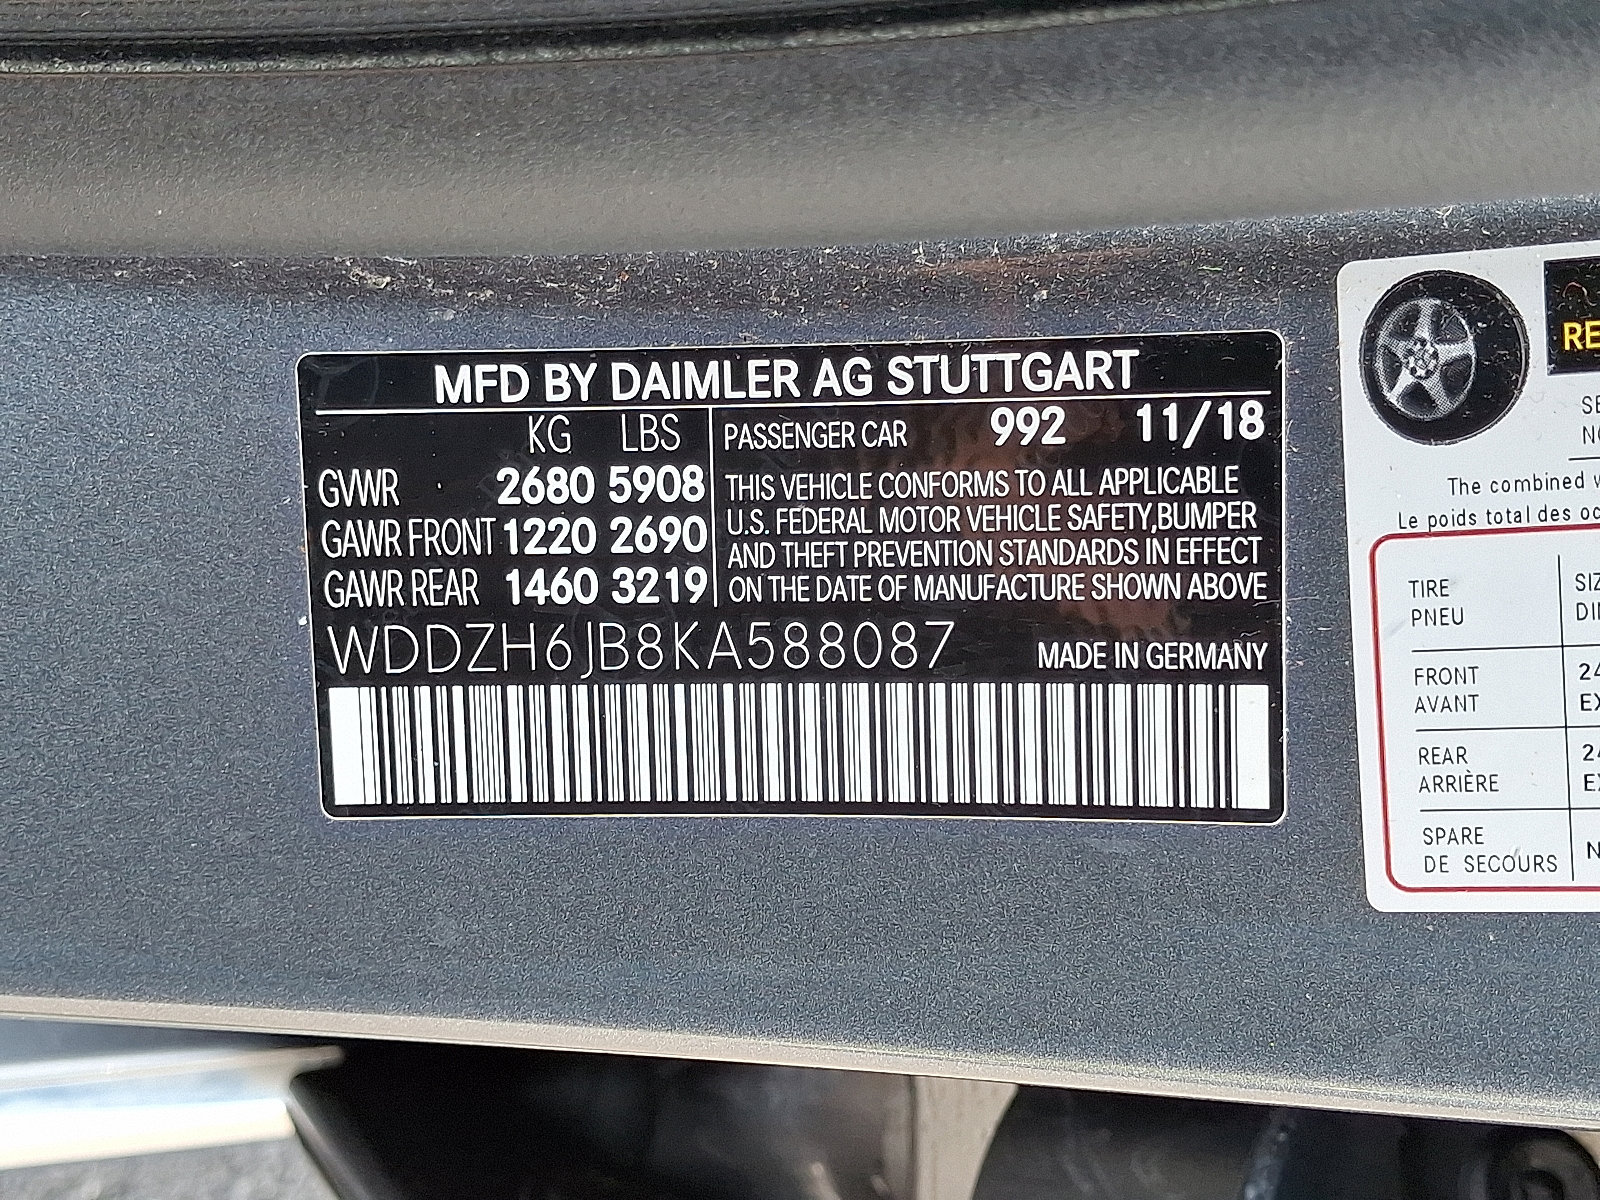 MFD BY DAIMLER AG STUTTGART
KG LBS
GVWR 2680 5908
GAWR FRONT 1220 2690
GAWR REAR 1460 3219
PASSENGER CAR 992 11/18
THIS VEHICLE CONFORMS TO ALL APPLICABLE
U.S. FEDERAL MOTOR VEHICLE SAFETY,BUMPER
AND THEFT PREVENTION STANDARDS IN EFFECT
ON THE DATE OF MANUFACTURE SHOWN ABOVE
WDDZH6JB8KA588087 MADE IN GERMANY
The combined
Le poids total des
TIRE
PNEU
FRONT
AVANT
REAR
ARRIÈRE
SPARE
DE SECOURS